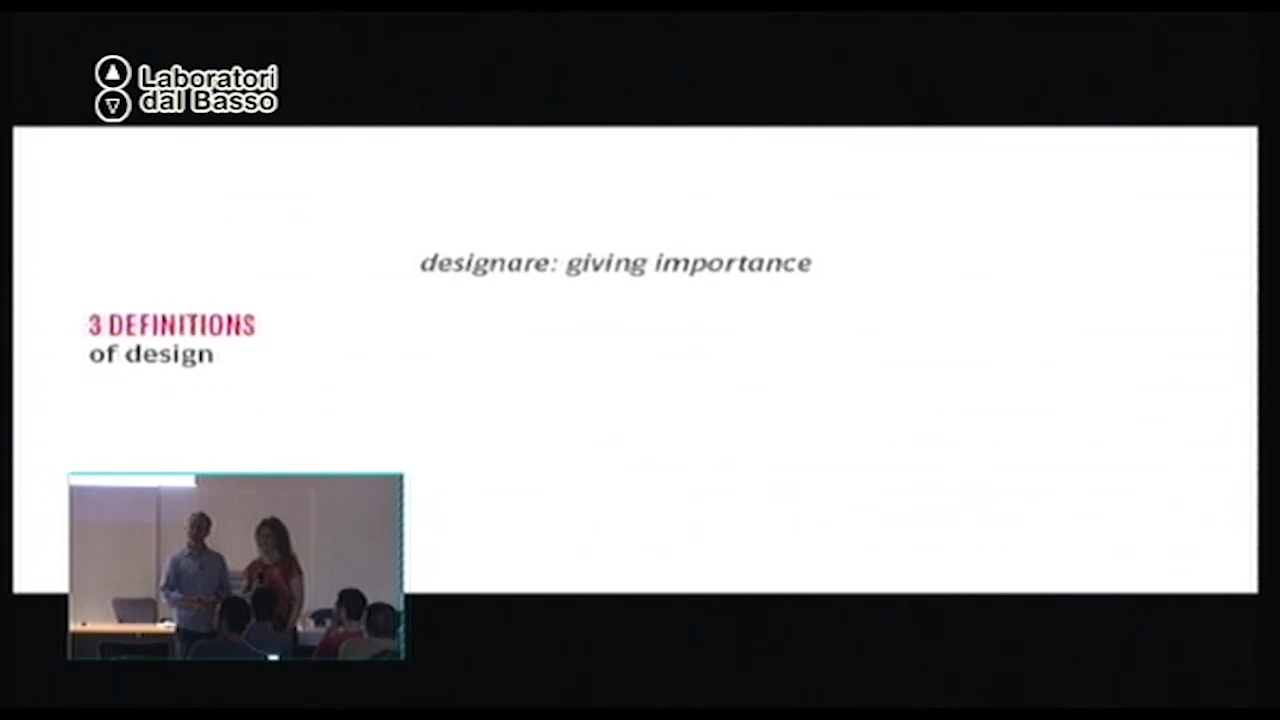 Laboratori
dal Basso
designare: giving importance
3 DEFINITIONS
of design